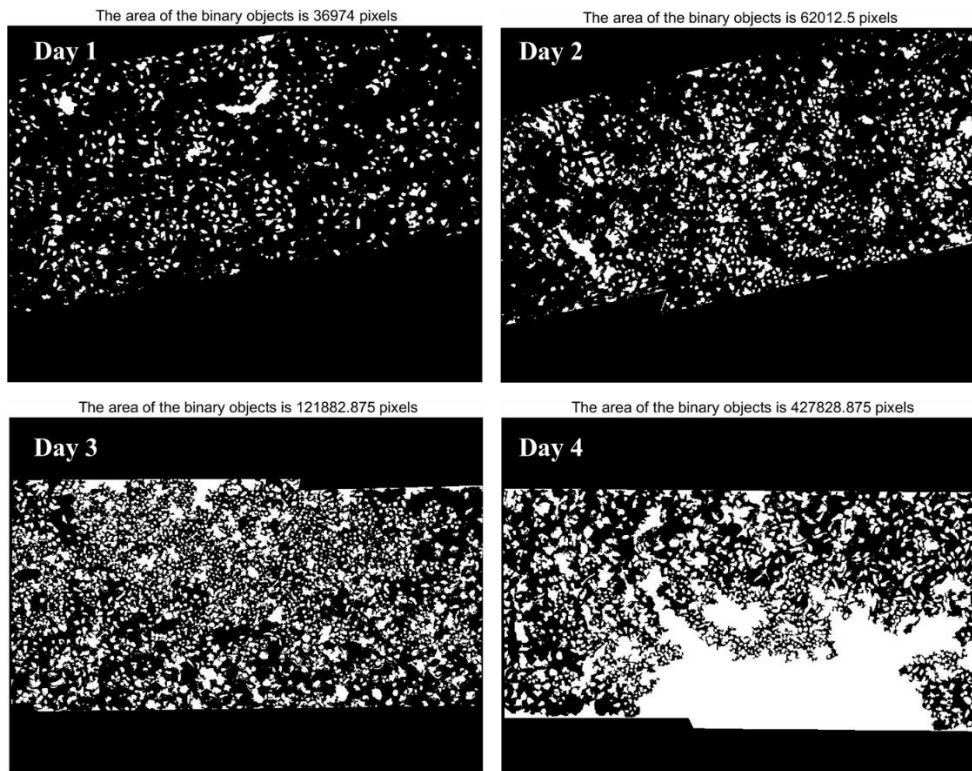 The area of the binary objects is 36974 pixels
Day 1
The area of the binary objects is 62012.5 pixels
Day 2
The area of the binary objects is 121882.875 pixels
Day 3
The area of the binary objects is 427828.875 pixels
Day 4